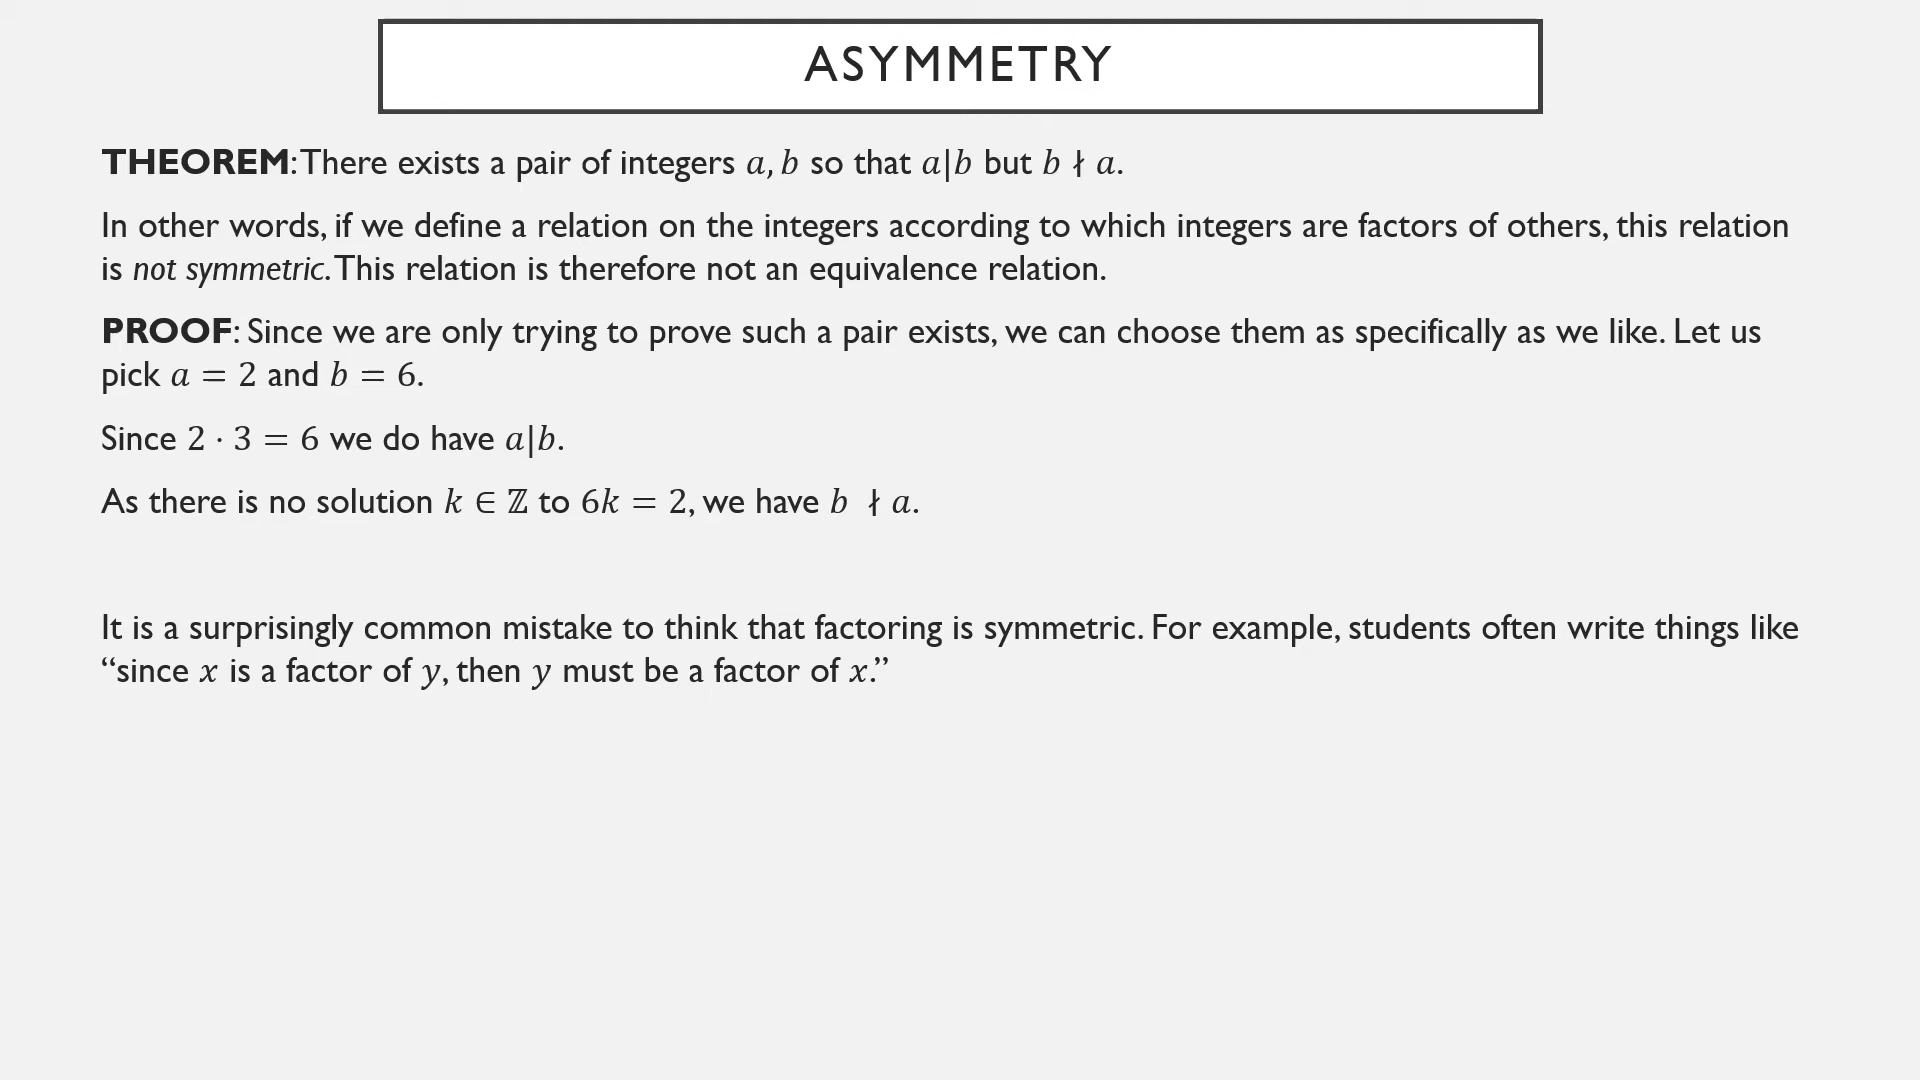 ASYMMETRY
THEOREM: There exists a pair of integers a, b so that a|b but b ∤ a.
In other words, if we define a relation on the integers according to which integers are factors of others, this relation
is not symmetric. This relation is therefore not an equivalence relation.
PROOF: Since we are only trying to prove such a pair exists, we can choose them as specifically as we like. Let us
pick a = 2 and b = 6.
Since 2 · 3 = 6 we do have a|b.
As there is no solution k ∈ ℤ to 6k = 2, we have b ∤ a.
It is a surprisingly common mistake to think that factoring is symmetric. For example, students often write things like
“since x is a factor of y, then y must be a factor of x.”